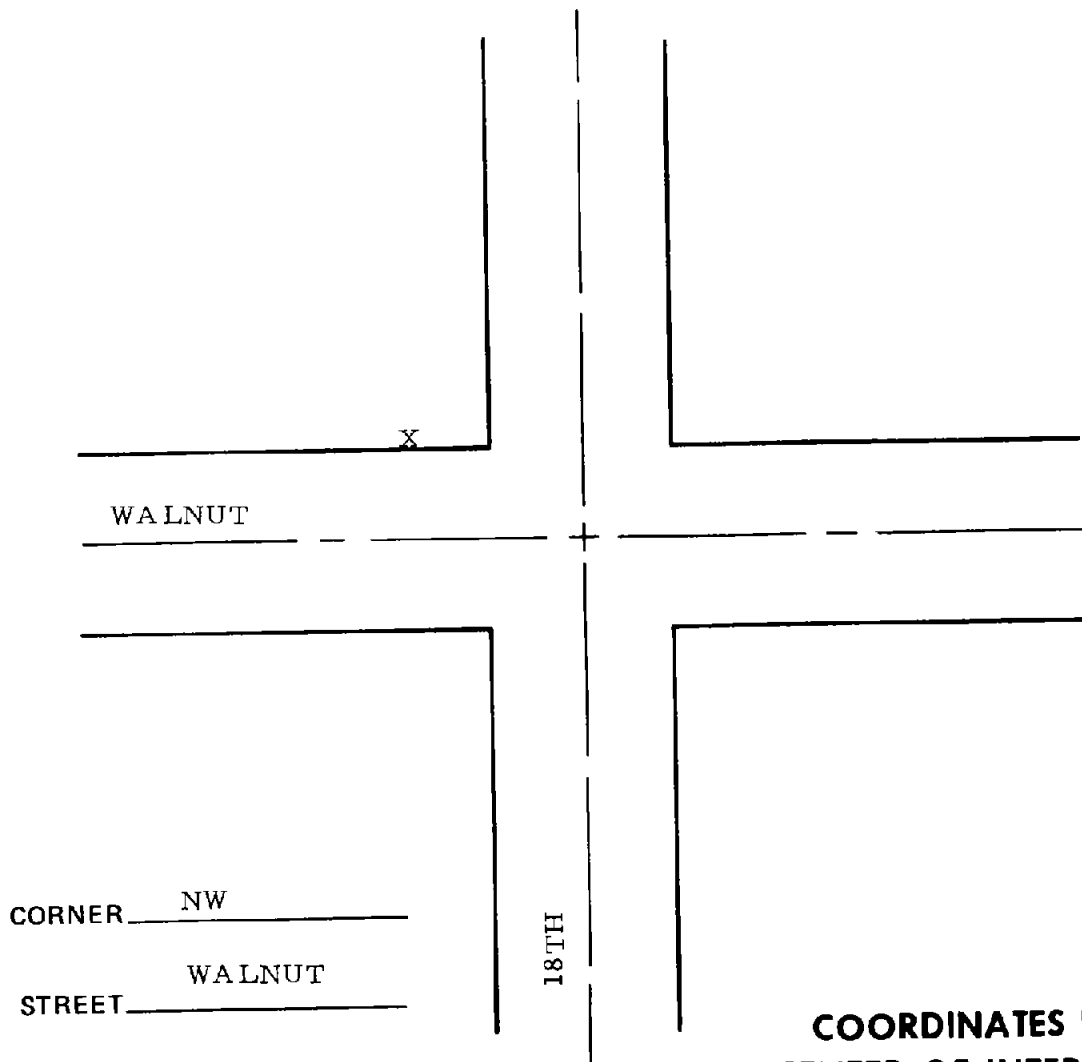 X
WALNUT
CORNER NW
18TH
STREET WALNUT
COORDINATES